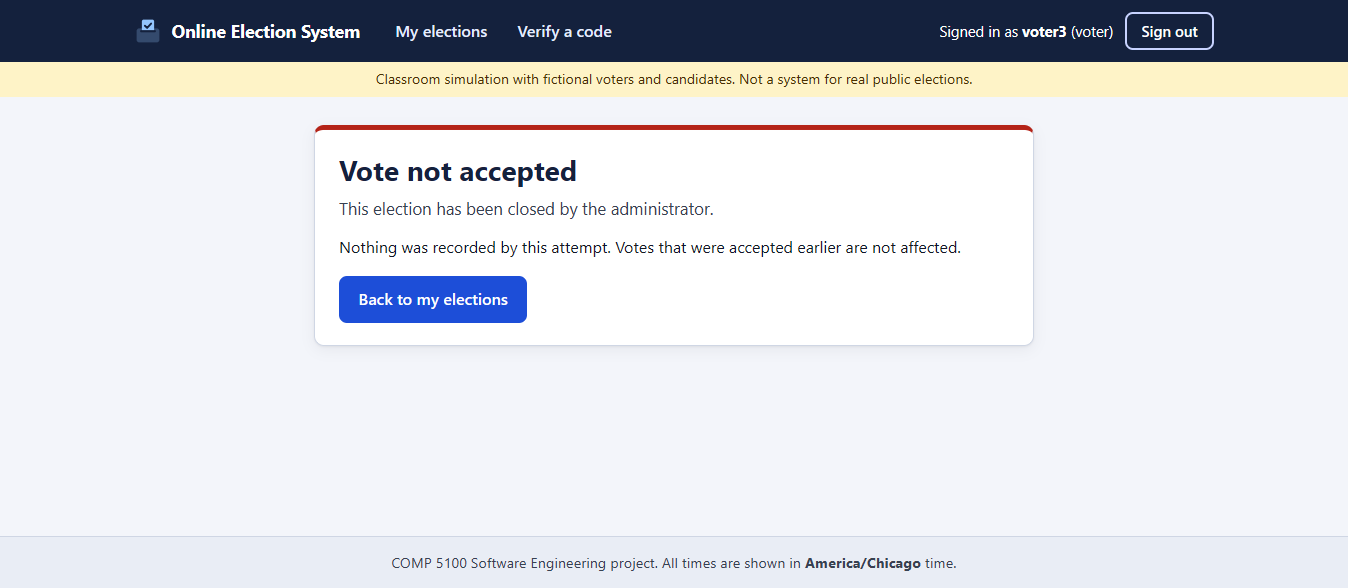 Online Election System My elections Verify a code Signed in as voter3 (voter) Sign out
Classroom simulation with fictional voters and candidates. Not a system for real public elections.
Vote not accepted
This election has been closed by the administrator.
Nothing was recorded by this attempt. Votes that were accepted earlier are not affected.
Back to my elections
COMP 5100 Software Engineering project. All times are shown in America/Chicago time.